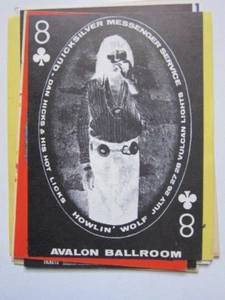 8
QUICKSILVER MESSENGER SERVICE
DAN HICKS & HIS HOT LICKS
HOWLIN' WOLF
JULY 26 27 28 VULCAN LIGHTS
8
AVALON BALLROOM
TICKETS